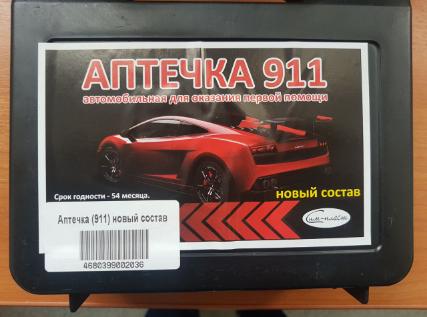 АПТЕЧКА 911
автомобильная для оказания первой помощи
новый состав
Срок годности - 54 месяца.
Аптечка (911) новый состав
4680399002036